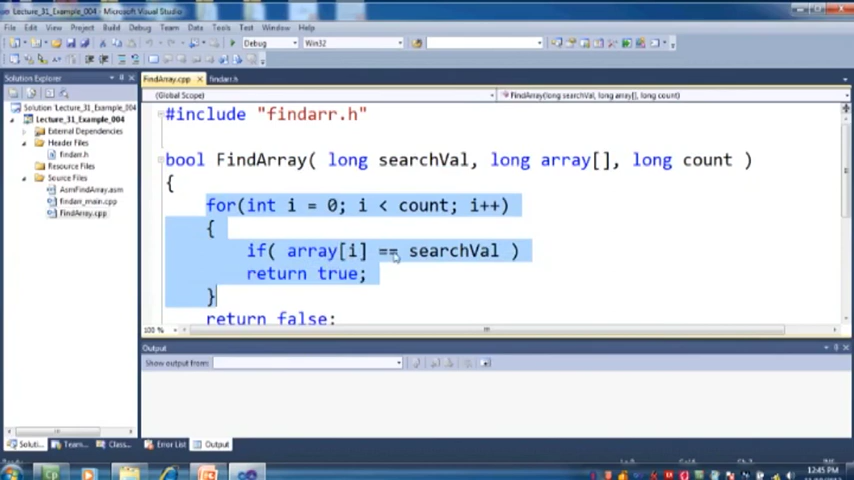 Lecture_31_Example_004 - Microsoft Visual Studio
File Edit View Project Build Debug Team Data Tools Test Window Help
Debug Win32
Solution Explorer
FindArray.cpp findarr.h
(Global Scope) FindArray(long searchVal, long array[], long count)
Solution 'Lecture_31_Example_004
Lecture_31_Example_004
External Dependencies
Header Files
findarr.h
Resource Files
Source Files
AsmFindArray.asm
findarr_main.cpp
FindArray.cpp
#include "findarr.h"
bool FindArray( long searchVal, long array[], long count )
{
for(int i = 0; i < count; i++)
{
if( array[i] == searchVal )
return true;
}
return false;
100 %
Output
Show output from:
Soluti... Team... Class... Error List Output
12:45 PM